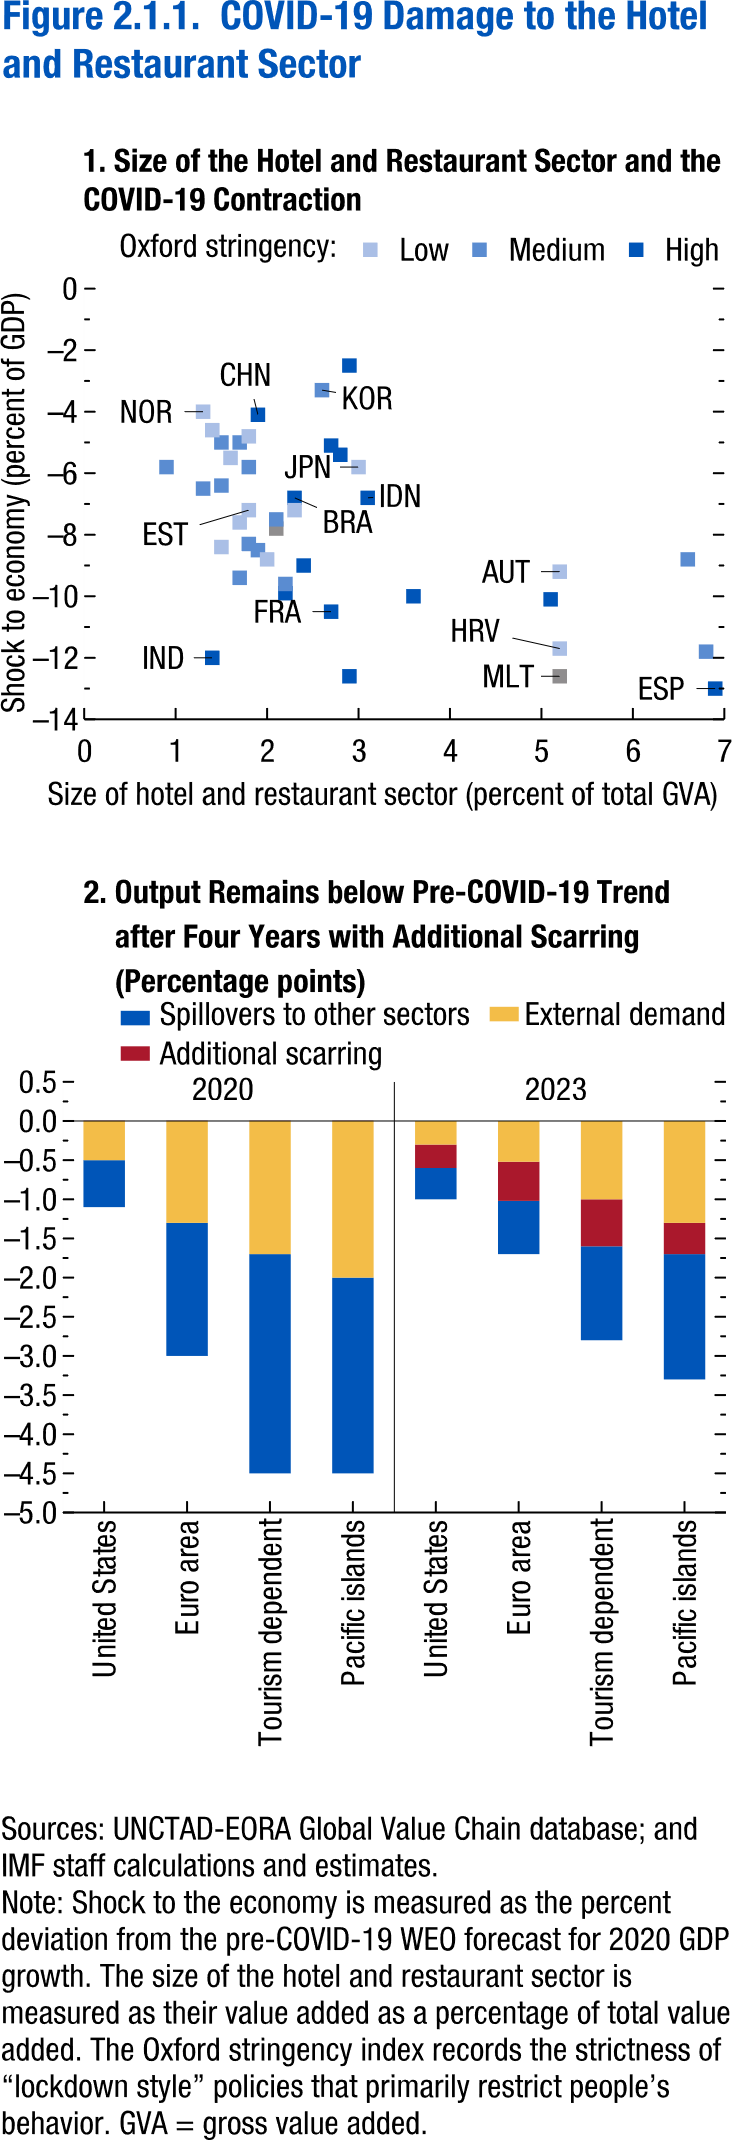 Figure 2.1.1.  COVID-19 Damage to the Hotel
and Restaurant Sector
1. Size of the Hotel and Restaurant Sector and the
COVID-19 Contraction
Oxford stringency: Low Medium High
Shock to economy (percent of GDP)
0
–2
–4
–6
–8
–10
–12
–14
CHN
KOR
NOR
JPN
IDN
BRA
EST
AUT
FRA
HRV
IND
MLT
ESP
0 1 2 3 4 5 6 7
Size of hotel and restaurant sector (percent of total GVA)
2. Output Remains below Pre-COVID-19 Trend
after Four Years with Additional Scarring
(Percentage points)
Spillovers to other sectors External demand
Additional scarring
2020 2023
0.5
0.0
–0.5
–1.0
–1.5
–2.0
–2.5
–3.0
–3.5
–4.0
–4.5
–5.0
United States
Euro area
Tourism dependent
Pacific islands
United States
Euro area
Tourism dependent
Pacific islands
Sources: UNCTAD-EORA Global Value Chain database; and
IMF staff calculations and estimates.
Note: Shock to the economy is measured as the percent
deviation from the pre-COVID-19 WEO forecast for 2020 GDP
growth. The size of the hotel and restaurant sector is
measured as their value added as a percentage of total value
added. The Oxford stringency index records the strictness of
“lockdown style” policies that primarily restrict people’s
behavior. GVA = gross value added.